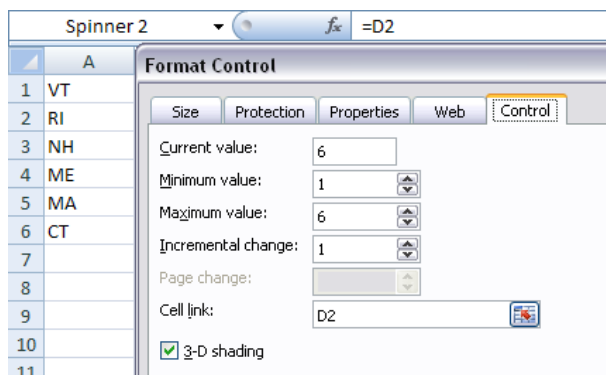 Spinner 2 fx =D2
A Format Control
1 VT
2 RI Size Protection Properties Web Control
3 NH Current value: 6
4 ME Minimum value: 1
5 MA Maximum value: 6
6 CT Incremental change: 1
7 Page change:
8
9 Cell link: D2
10 3-D shading
11